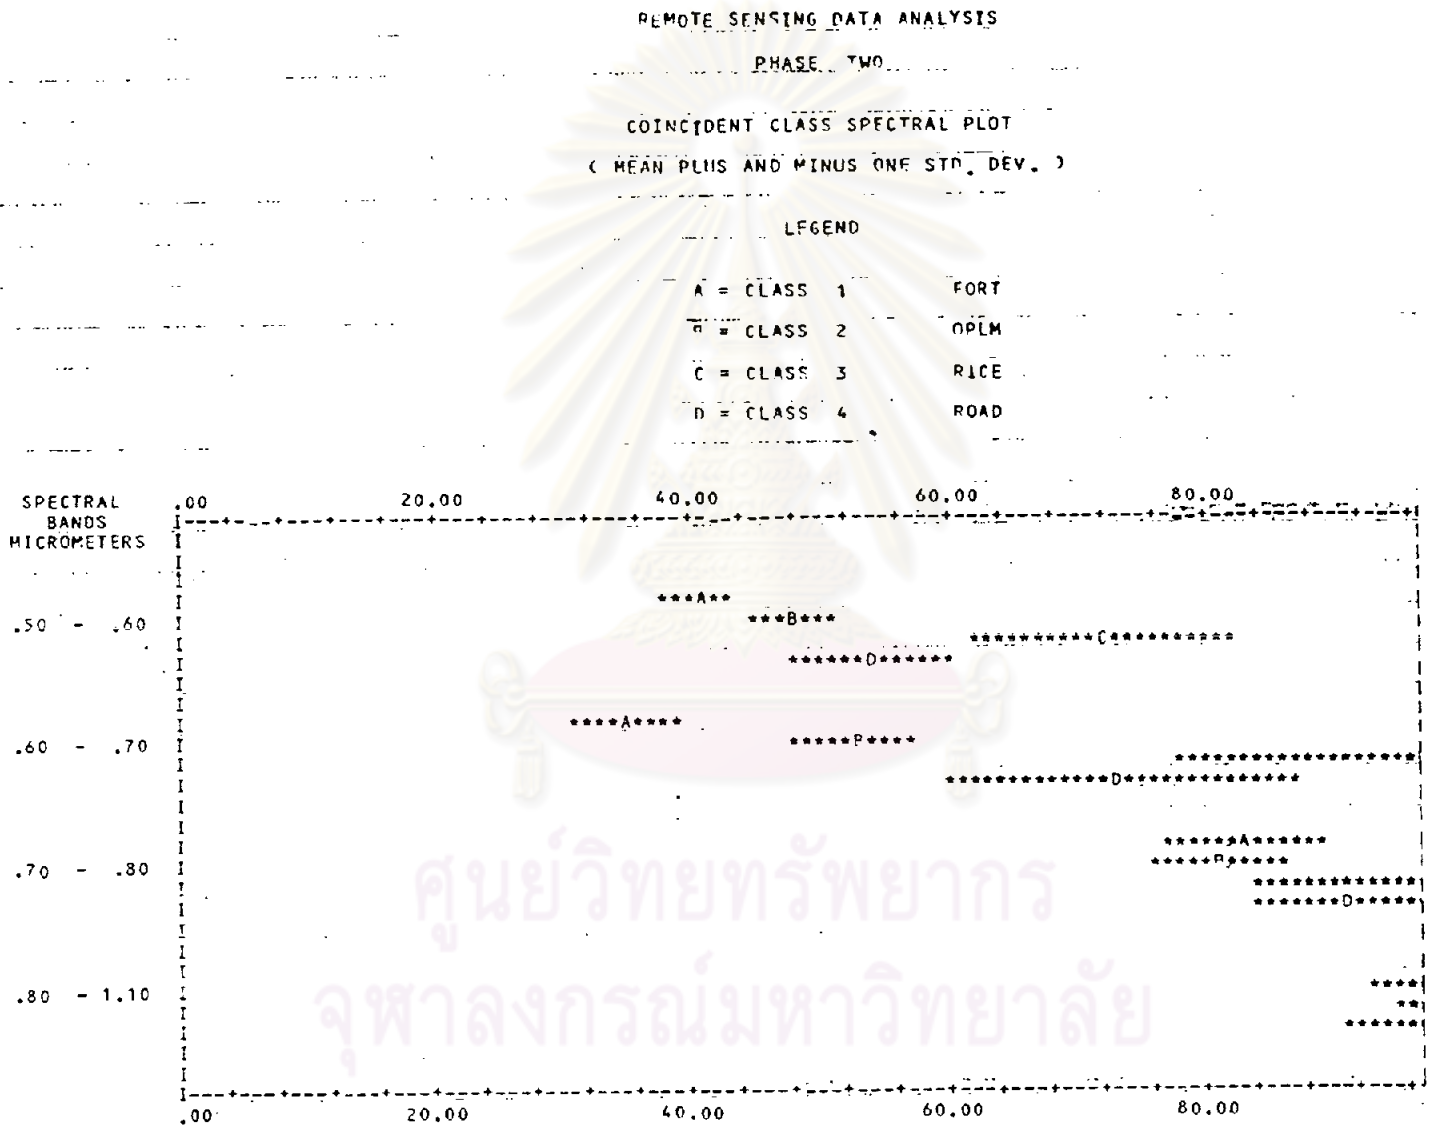 REMOTE SENSING DATA ANALYSIS
PHASE TWO
COINCIDENT CLASS SPECTRAL PLOT
( MEAN PLUS AND MINUS ONE STD. DEV. )
LEGEND
A = CLASS 1 FORT
B = CLASS 2 OPLM
C = CLASS 3 RICE
D = CLASS 4 ROAD
SPECTRAL BANDS MICROMETERS
.00 20.00 40.00 60.00 80.00
I----+----+----+----+----+----+----+----+----+----+----+----+----+----+----+----+----+----+----+----+----+----+----+----+I
***A**
.50 - .60
***B***
**********C**********
******D******
****A****
.60 - .70
*****B****
*******************
*************D**************
******A******
.70 - .80
*****B*****
*************
*******D*****
.80 - 1.10
****
**
******
.00 20.00 40.00 60.00 80.00
ศูนย์วิทยทรัพยากร
จุฬาลงกรณ์มหาวิทยาลัย